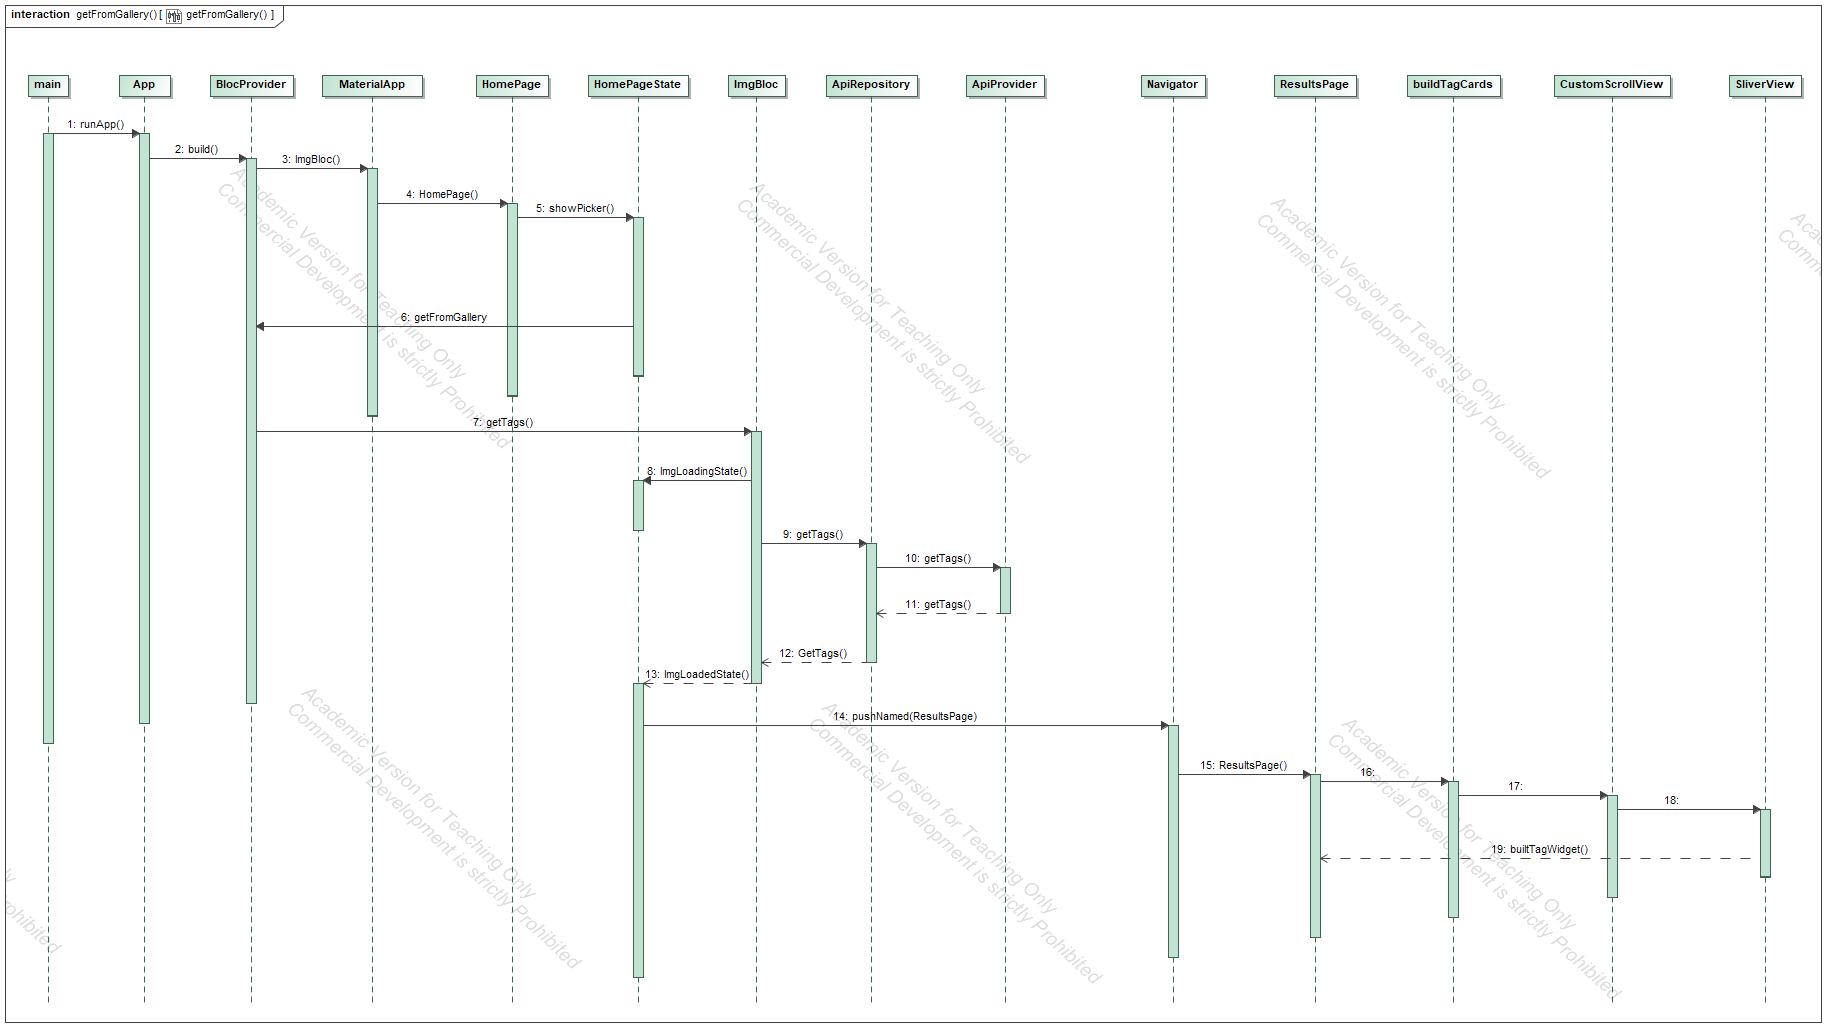 interaction getFromGallery() [ getFromGallery() ]
main
App
BlocProvider
MaterialApp
HomePage
HomePageState
ImgBloc
ApiRepository
ApiProvider
Navigator
ResultsPage
buildTagCards
CustomScrollView
SliverView
1: runApp()
2: build()
3: ImgBloc()
4: HomePage()
5: showPicker()
6: getFromGallery
7: getTags()
8: ImgLoadingState()
9: getTags()
10: getTags()
11: getTags()
12: GetTags()
13: ImgLoadedState()
14: pushNamed(ResultsPage)
15: ResultsPage()
16:
17:
18:
19: builtTagWidget()
Academic Version for Teaching Only
Commercial Development is strictly Prohibited
Academic Version for Teaching Only
Commercial Development is strictly Prohibited
Academic Version for Teaching Only
Commercial Development is strictly Prohibited
Academic Version for Teaching Only
Commercial Development is strictly Prohibited
Academic Version for Teaching Only
Commercial Development is strictly Prohibited
Academic Version for Teaching Only
Commercial Development is strictly Prohibited